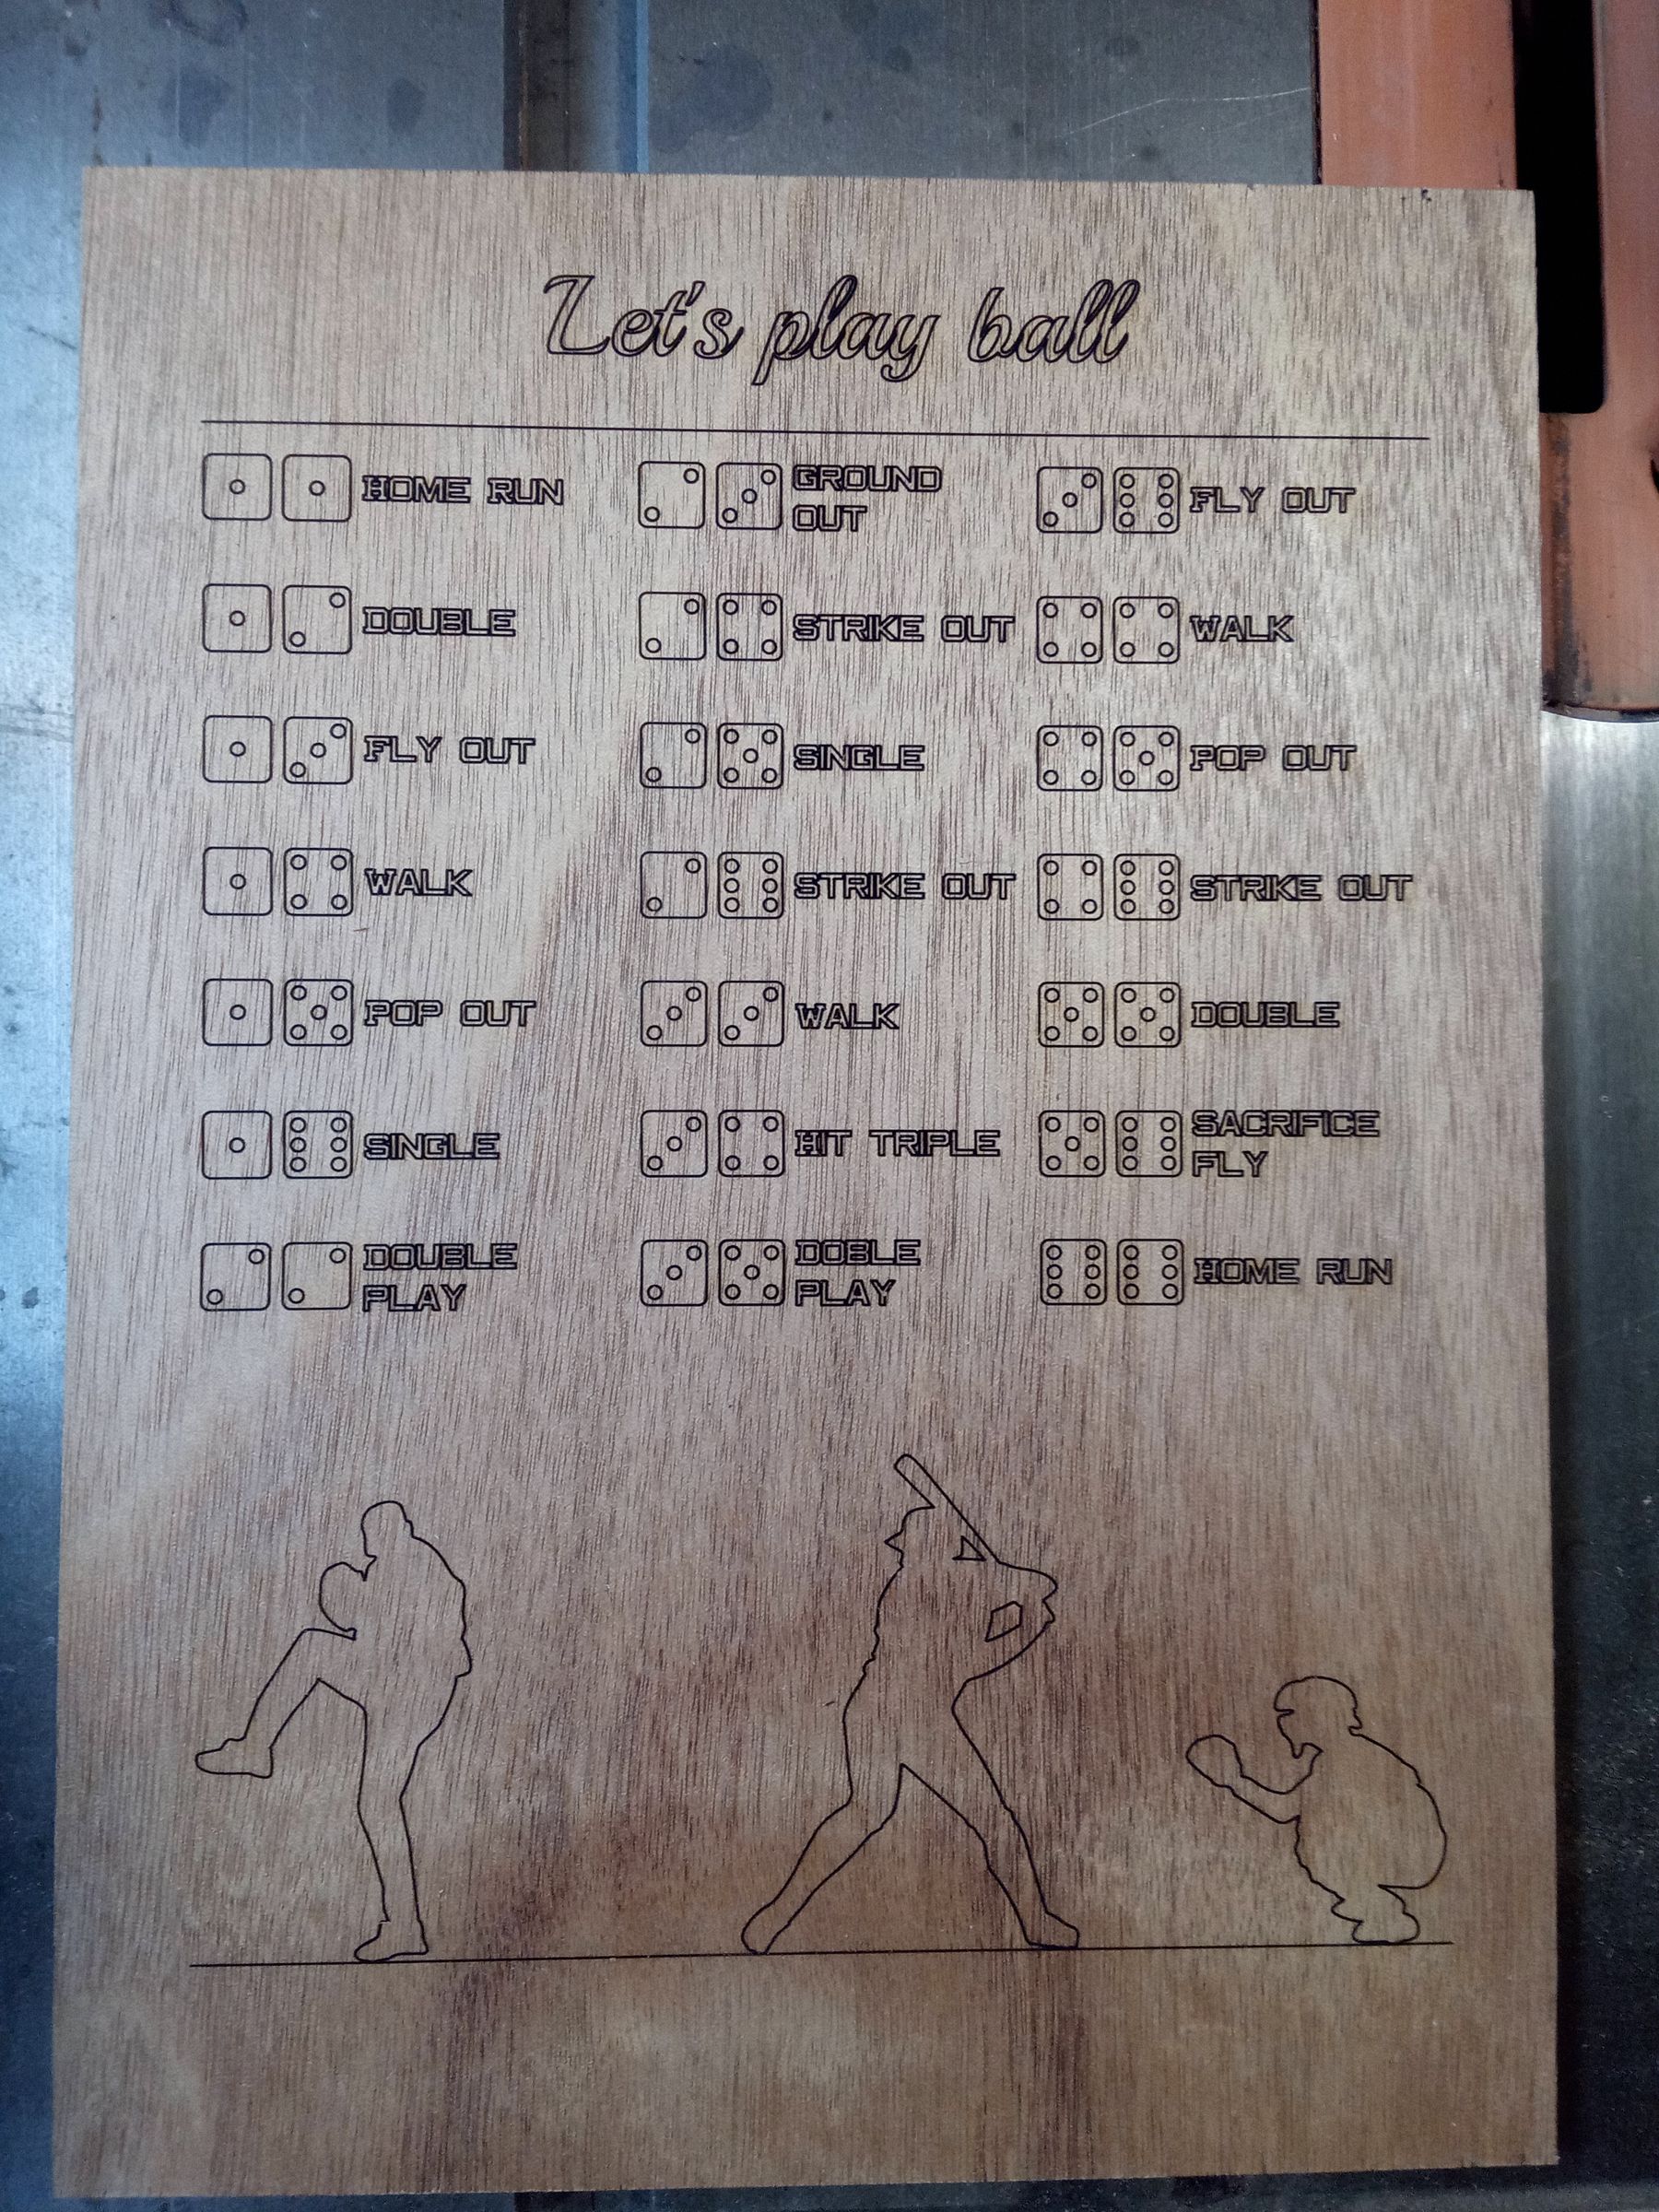 Let's play ball
HOME RUN
DOUBLE
FLY OUT
WALK
POP OUT
SINGLE
DOUBLE
PLAY
GROUND
OUT
STRIKE OUT
SINGLE
STRIKE OUT
WALK
HIT TRIPLE
DOBLE
PLAY
FLY OUT
WALK
POP OUT
STRIKE OUT
DOUBLE
SACRIFICE
FLY
HOME RUN